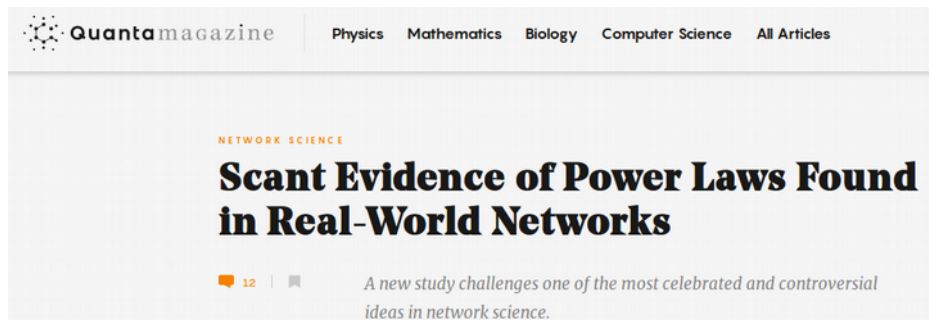 Quantamagazine
Physics Mathematics Biology Computer Science All Articles
NETWORK SCIENCE
Scant Evidence of Power Laws Found
in Real-World Networks
12
A new study challenges one of the most celebrated and controversial
ideas in network science.